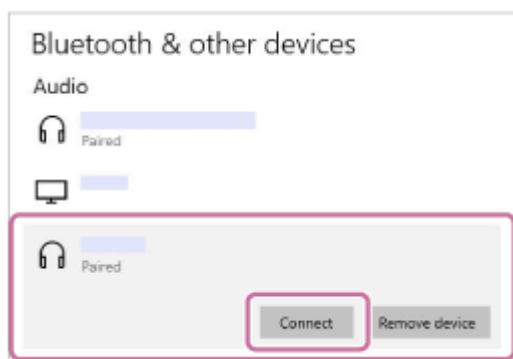 Bluetooth & other devices
Audio
Paired
Paired
Connect Remove device